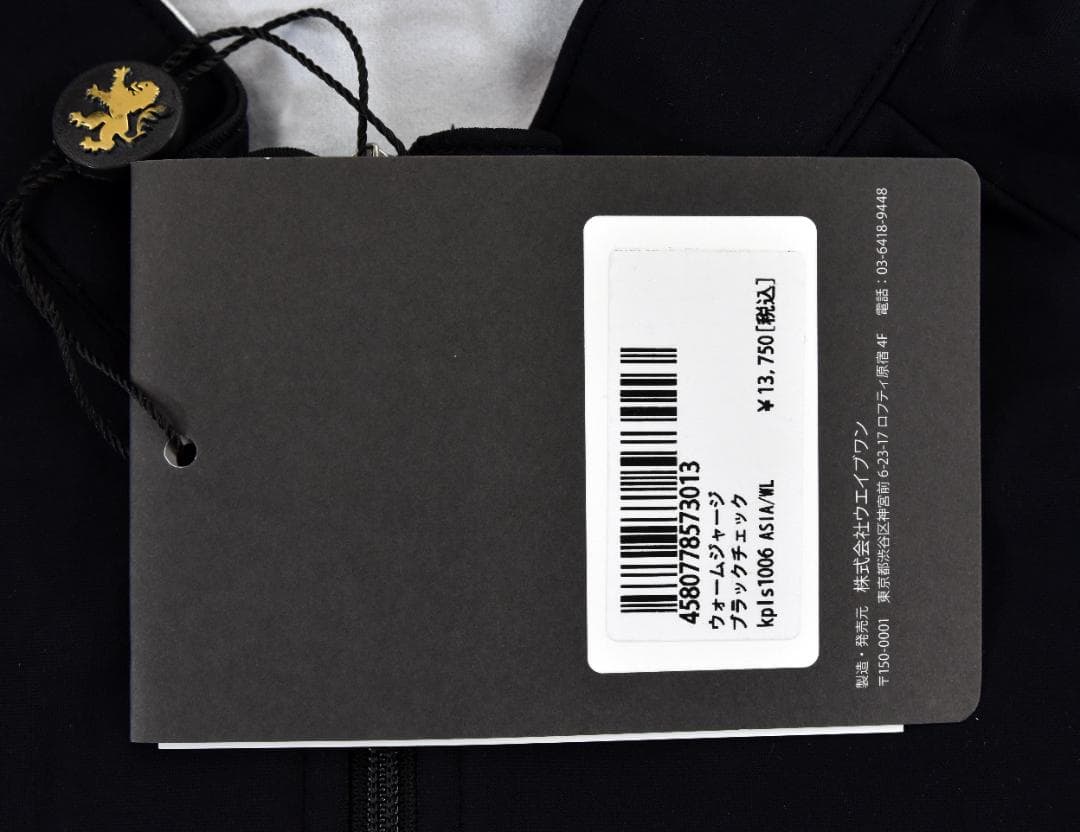 4580778573013
ウォームジャージ
ブラックチェック
kpls1006 ASIA/WL ￥13,750[税込]
製造・発売元 株式会社ウエイブワン
〒150-0001 東京都渋谷区神宮前 6-23-17 ロフティ原宿 4F 電話：03-6418-9448